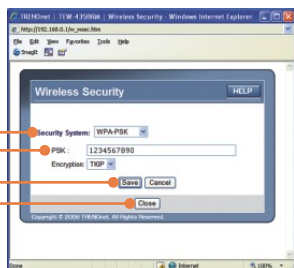 TRENDnet | TEW-435BRM | Wireless Security - Windows Internet Explorer
http://192.168.0.1/w_wsec.htm
File Edit View Favorites Tools Help
SnagIt
Wireless Security HELP
Security System: WPA-PSK
PSK : 1234567890
Encryption: TKIP
Save Cancel
Close
Copyright © 2006 TRENDnet. All Rights Reserved.
Done Internet 100%